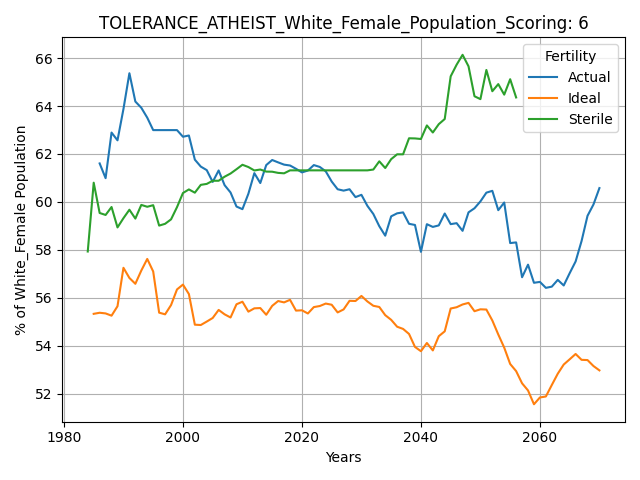 TOLERANCE_ATHEIST_White_Female_Population_Scoring: 6
% of White_Female Population
66
64
62
60
58
56
54
52
Fertility
Actual
Ideal
Sterile
1980
2000
2020
2040
2060
Years